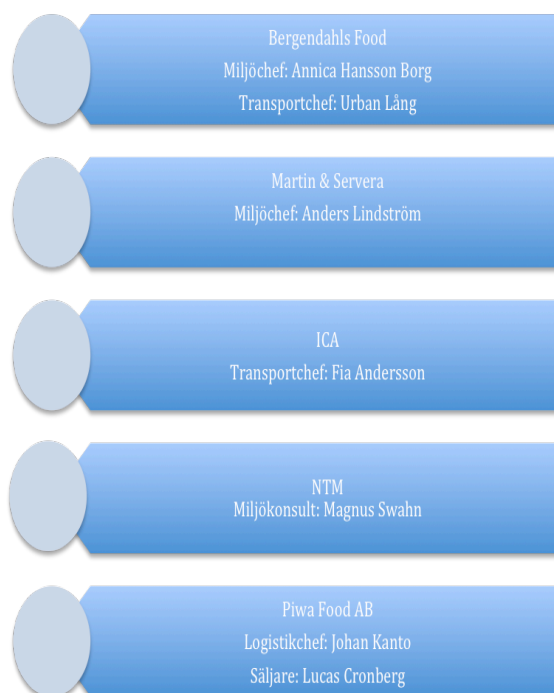 Bergendahls Food
Miljöchef: Annica Hansson Borg
Transportchef: Urban Lång
Martin & Servera
Miljöchef: Anders Lindström
ICA
Transportchef: Fia Andersson
NTM
Miljökonsult: Magnus Swahn
Piwa Food AB
Logistikchef: Johan Kanto
Säljare: Lucas Cronberg